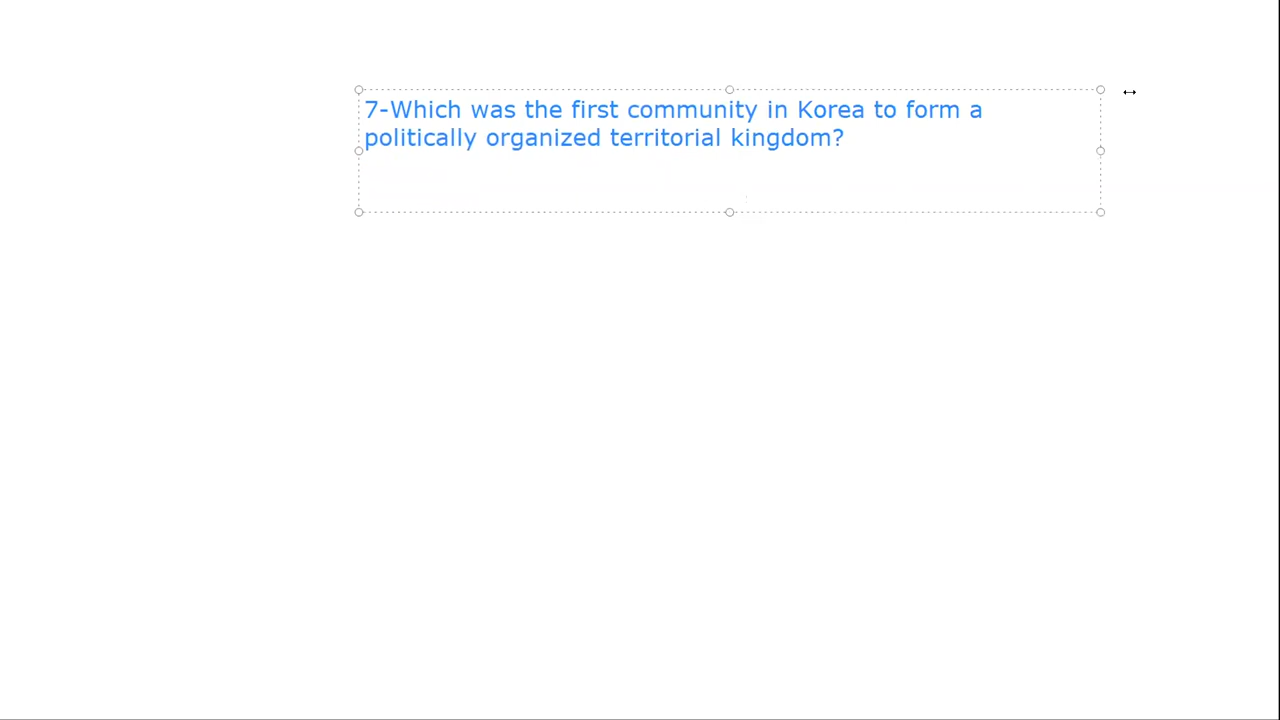 7-Which was the first community in Korea to form a
politically organized territorial kingdom?